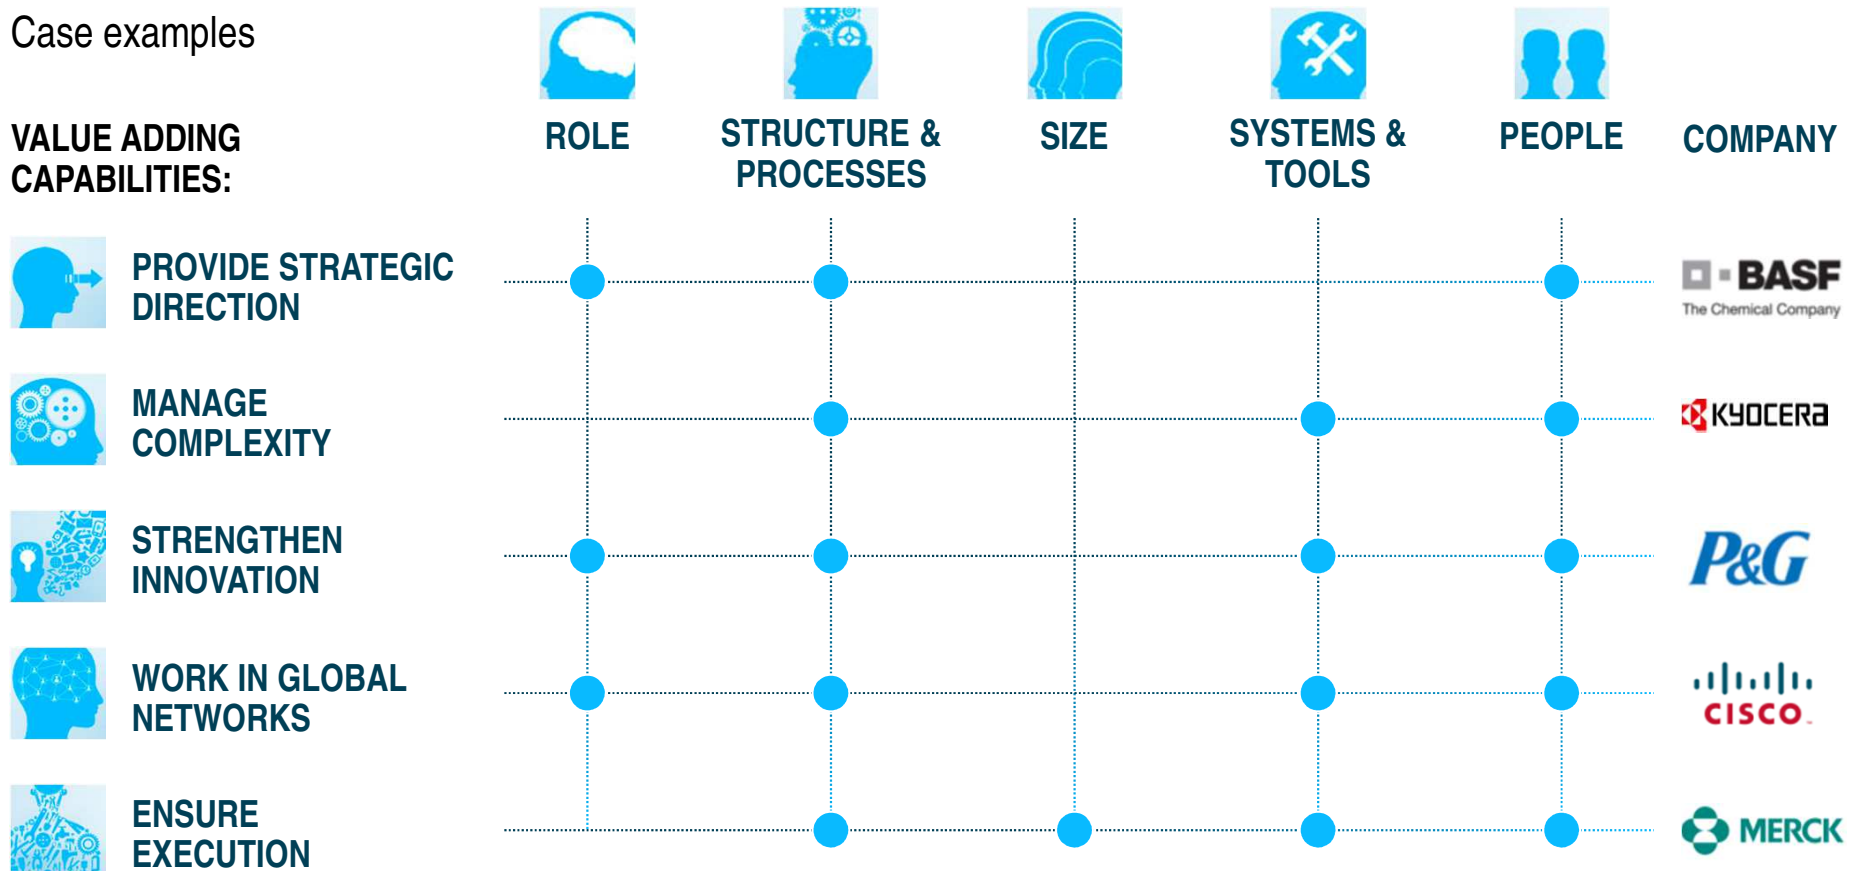 Case examples
VALUE ADDING
CAPABILITIES:
ROLE
STRUCTURE &
PROCESSES
SIZE
SYSTEMS &
TOOLS
PEOPLE
COMPANY
PROVIDE STRATEGIC
DIRECTION
BASF
The Chemical Company
MANAGE
COMPLEXITY
KYOCERA
STRENGTHEN
INNOVATION
P&G
WORK IN GLOBAL
NETWORKS
CISCO
ENSURE
EXECUTION
MERCK